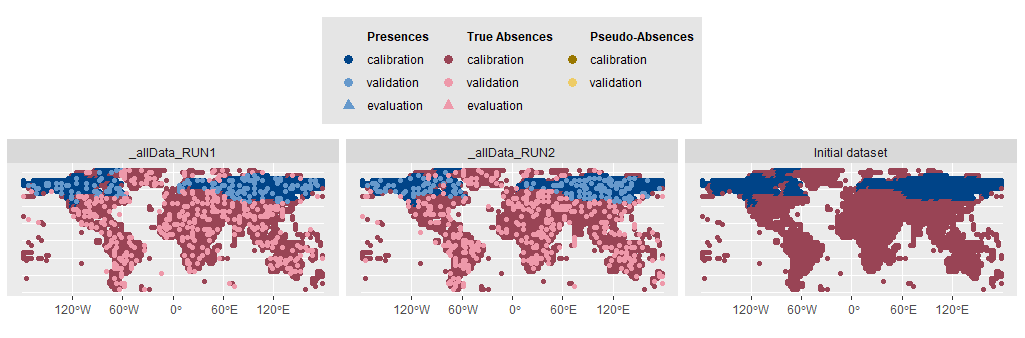 Presences True Absences Pseudo-Absences
calibration calibration calibration
validation validation validation
evaluation evaluation
_allData_RUN1 _allData_RUN2 Initial dataset
120°W 60°W 0° 60°E 120°E 120°W 60°W 0° 60°E 120°E 120°W 60°W 0° 60°E 120°E